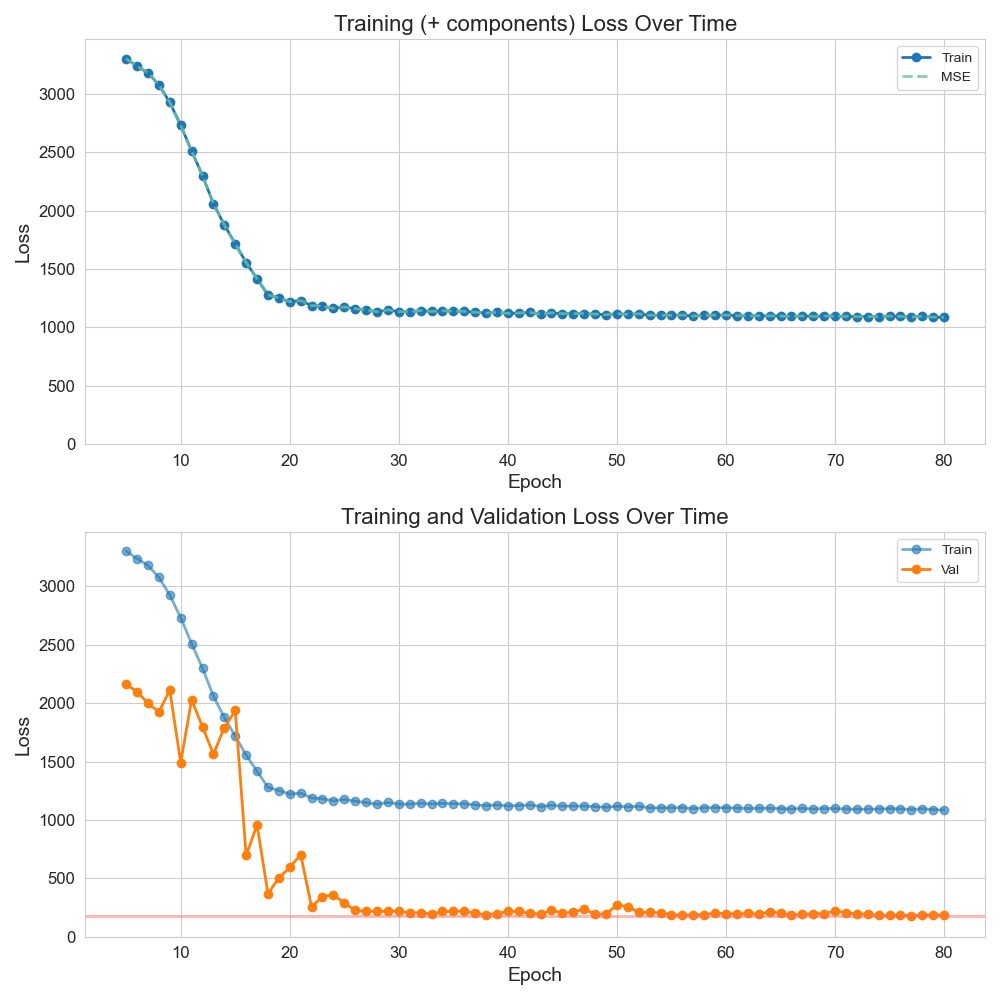 Training (+ components) Loss Over Time
Train
MSE
3000
2500
2000
1500
1000
500
0
Loss
10 20 30 40 50 60 70 80
Epoch
Training and Validation Loss Over Time
Train
Val
3000
2500
2000
1500
1000
500
0
Loss
10 20 30 40 50 60 70 80
Epoch